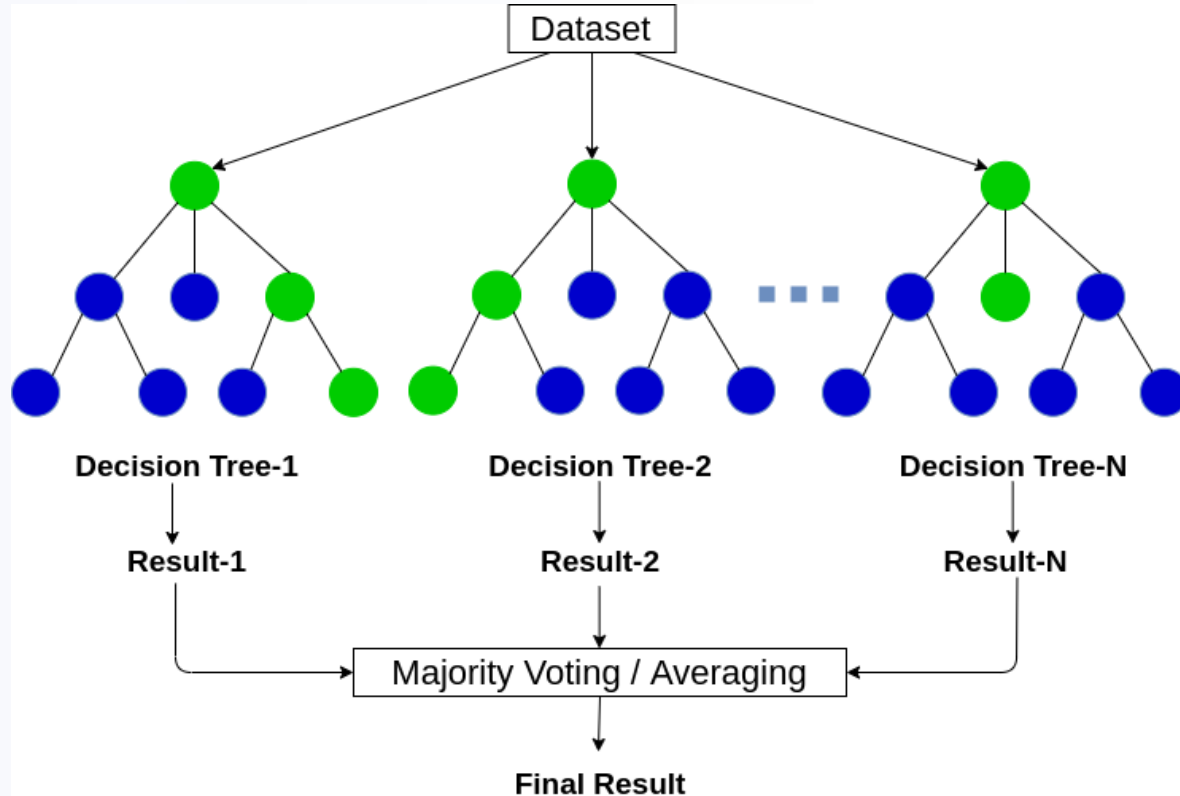 Dataset
Decision Tree-1
Decision Tree-2
Decision Tree-N
Result-1
Result-2
Result-N
Majority Voting / Averaging
Final Result